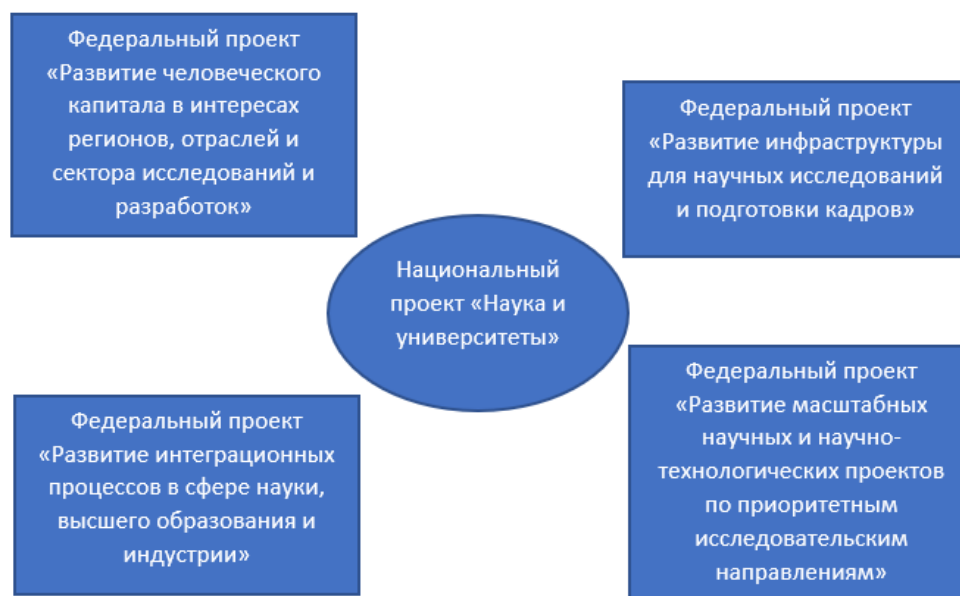 Федеральный проект
«Развитие человеческого
капитала в интересах
регионов, отраслей и
сектора исследований и
разработок»
Федеральный проект
«Развитие инфраструктуры
для научных исследований
и подготовки кадров»
Национальный
проект «Наука и
университеты»
Федеральный проект
«Развитие интеграционных
процессов в сфере науки,
высшего образования и
индустрии»
Федеральный проект
«Развитие масштабных
научных и научно-
технологических проектов
по приоритетным
исследовательским
направлениям»